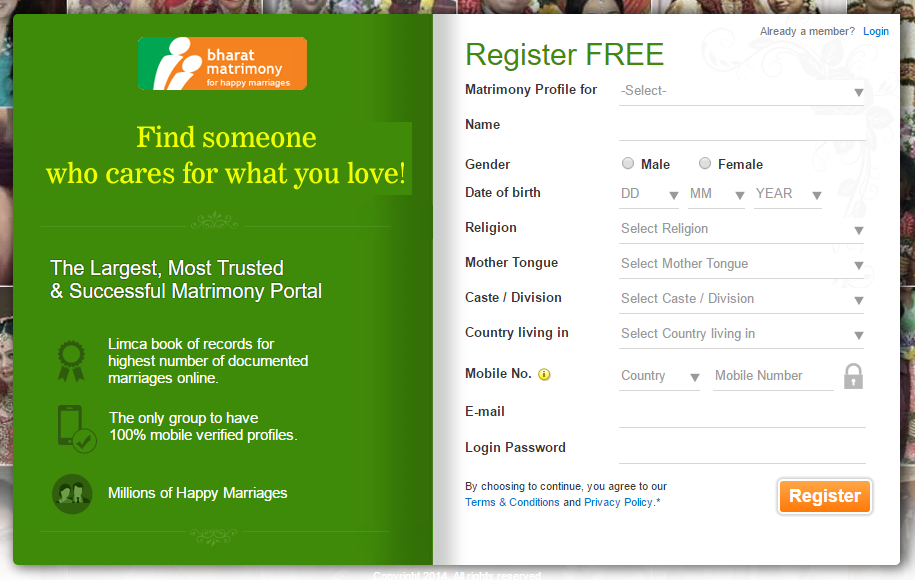 bharat
matrimony
for happy marriages
Find someone
who cares for what you love!
The Largest, Most Trusted
& Successful Matrimony Portal
Limca book of records for
highest number of documented
marriages online.
The only group to have
100% mobile verified profiles.
Millions of Happy Marriages
Already a member? Login
Register FREE
Matrimony Profile for -Select-
Name
Gender Male Female
Date of birth DD MM YEAR
Religion Select Religion
Mother Tongue Select Mother Tongue
Caste / Division Select Caste / Division
Country living in Select Country living in
Mobile No. Country Mobile Number
E-mail
Login Password
By choosing to continue, you agree to our
Terms & Conditions and Privacy Policy.*
Register
Copyright 2014. All rights reserved